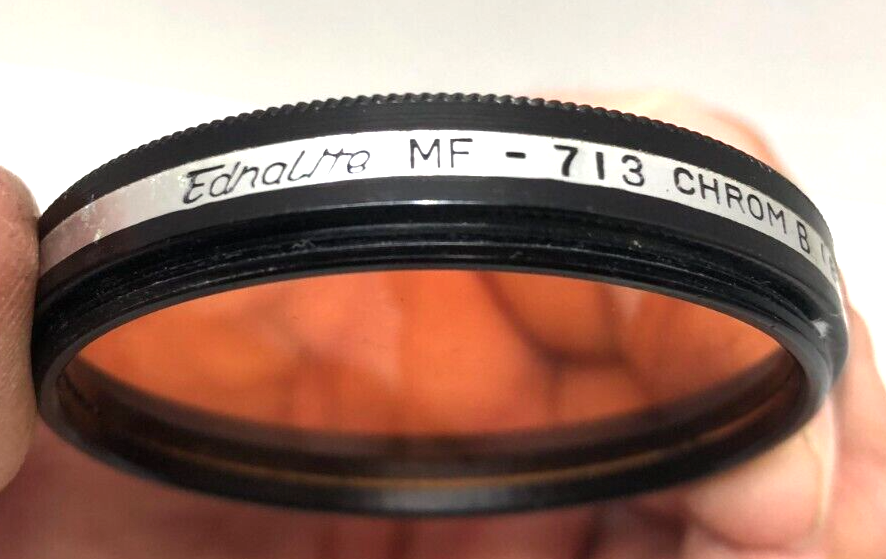 EdnaLite MF - 713 CHROM B